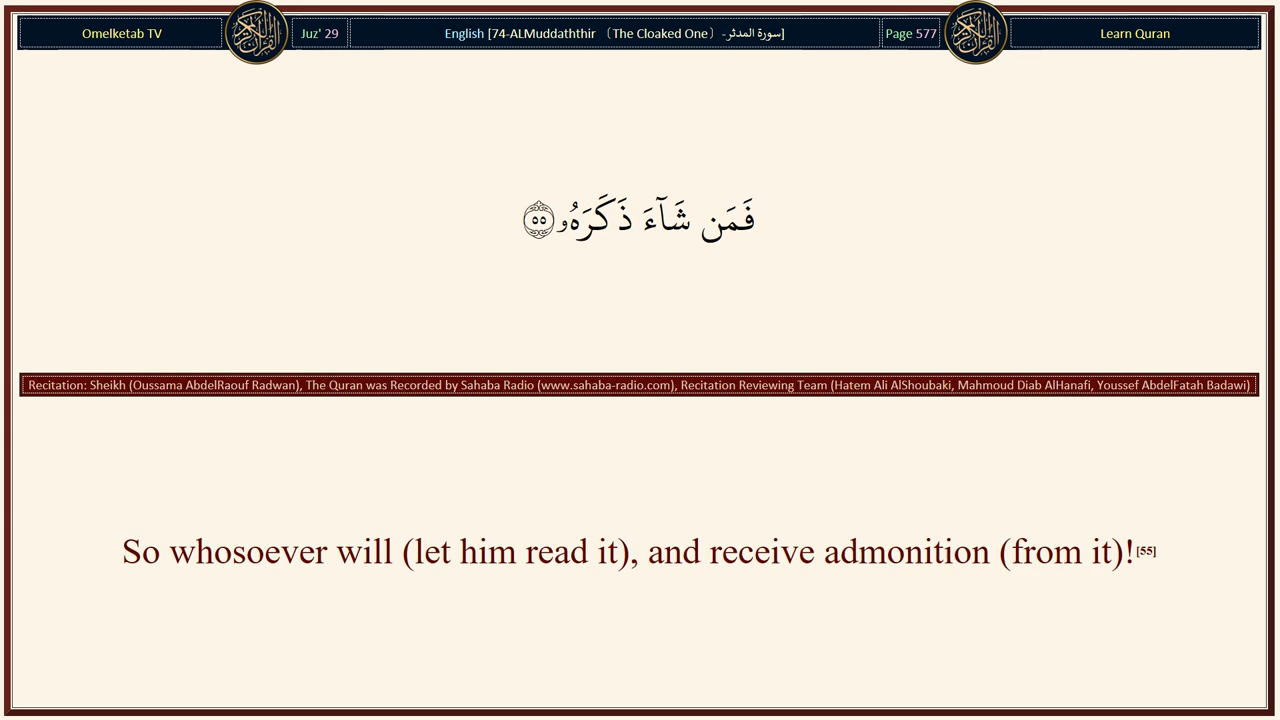 Omelketab TV
Juz' 29
English [74-ALMuddaththir 〔The Cloaked One〕 -سورة المدثر]
Page 577
Learn Quran
فَمَن شَآءَ ذَكَرَهُۥ ٥٥
Recitation: Sheikh (Oussama AbdelRaouf Radwan), The Quran was Recorded by Sahaba Radio (www.sahaba-radio.com), Recitation Reviewing Team (Hatem Ali AlShoubaki, Mahmoud Diab AlHanafi, Youssef AbdelFatah Badawi)
So whosoever will (let him read it), and receive admonition (from it)![55]